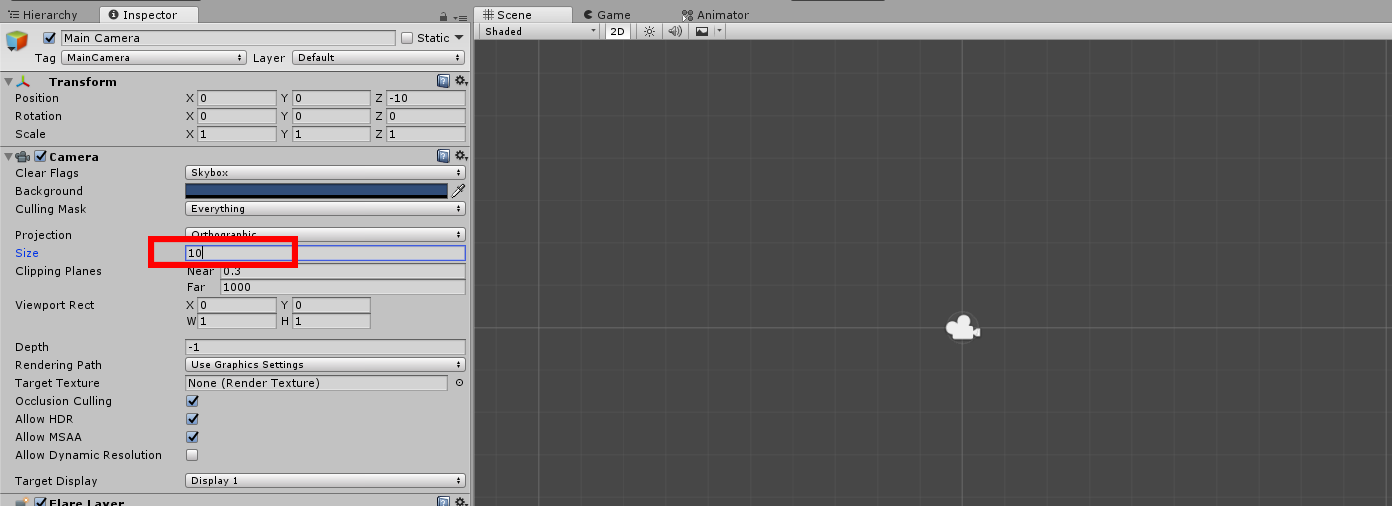 Hierarchy Inspector
Main Camera Static
Tag MainCamera Layer Default
Transform
Position X 0 Y 0 Z -10
Rotation X 0 Y 0 Z 0
Scale X 1 Y 1 Z 1
Camera
Clear Flags Skybox
Background
Culling Mask Everything
Projection Orthographic
Size 10
Clipping Planes Near 0.3
Far 1000
Viewport Rect X 0 Y 0
W 1 H 1
Depth -1
Rendering Path Use Graphics Settings
Target Texture None (Render Texture)
Occlusion Culling
Allow HDR
Allow MSAA
Allow Dynamic Resolution
Target Display Display 1
Flare Layer
Scene Game Animator
Shaded 2D